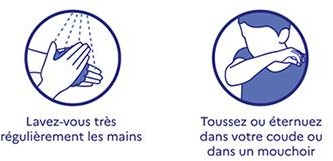 Lavez-vous très
régulièrement les mains
Toussez ou éternuez
dans votre coude ou
dans un mouchoir